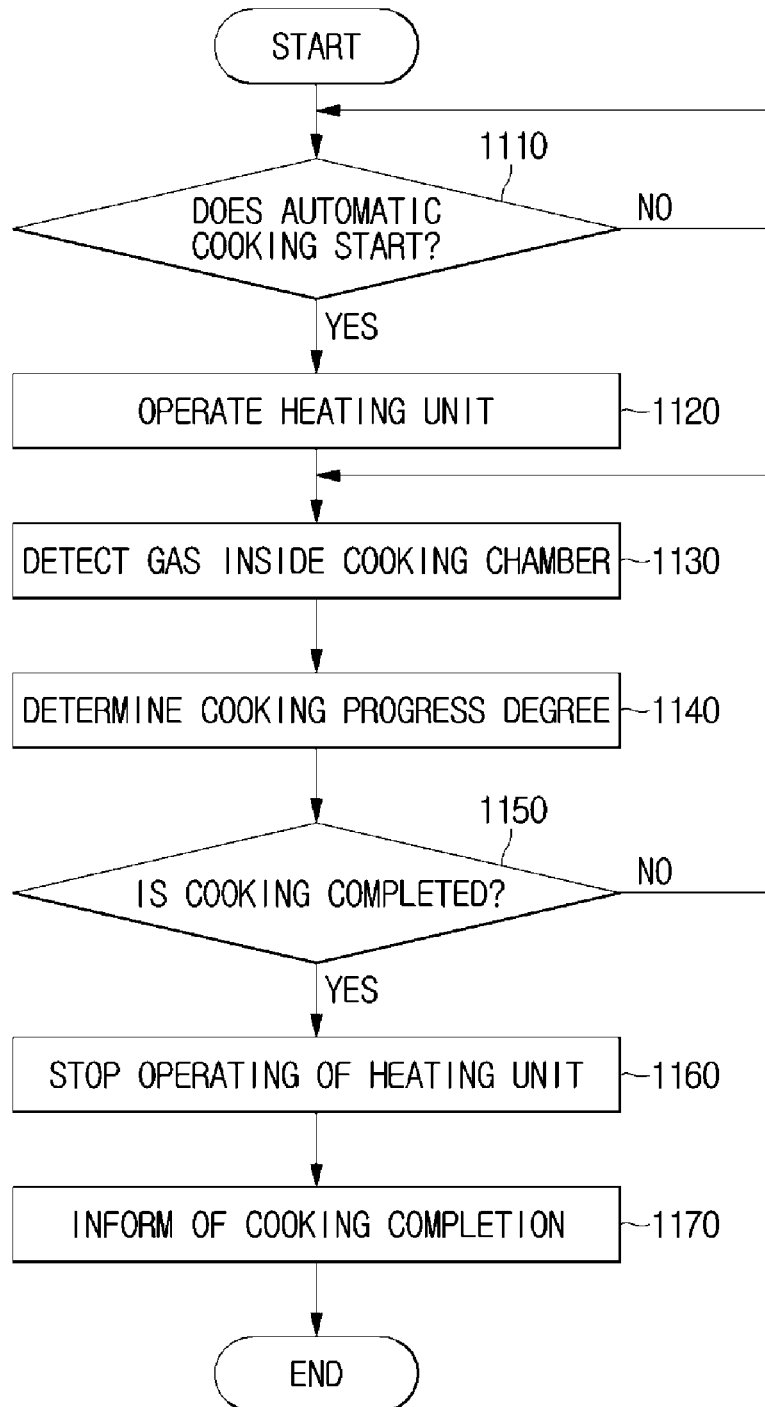 START
1110
DOES AUTOMATIC
COOKING START?
NO
YES
OPERATE HEATING UNIT
1120
DETECT GAS INSIDE COOKING CHAMBER
1130
DETERMINE COOKING PROGRESS DEGREE
1140
1150
IS COOKING COMPLETED?
NO
YES
STOP OPERATING OF HEATING UNIT
1160
INFORM OF COOKING COMPLETION
1170
END